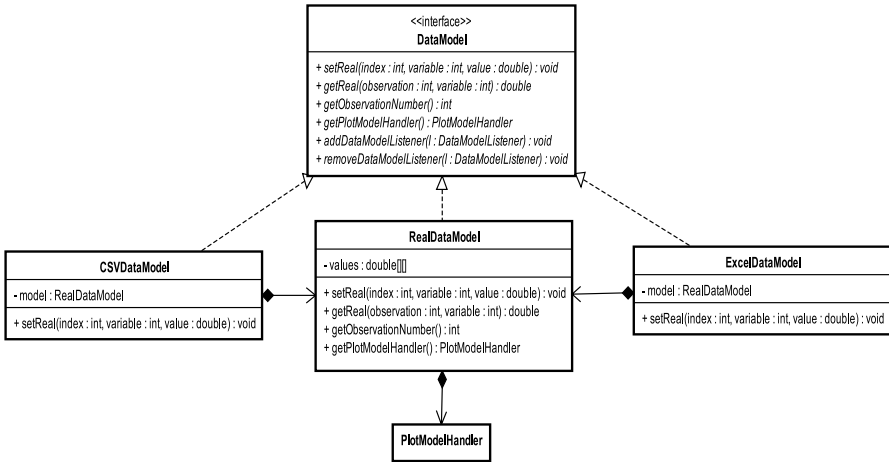 <<interface>>
DataModel
+ setReal(index : int, variable : int, value : double) : void
+ getReal(observation : int, variable : int) : double
+ getObservationNumber() : int
+ getPlotModelHandler() : PlotModelHandler
+ addDataModelListener(l : DataModelListener) : void
+ removeDataModelListener(l : DataModelListener) : void
CSVDataModel
- model : RealDataModel
+ setReal(index : int, variable : int, value : double) : void
RealDataModel
- values : double[][]
+ setReal(index : int, variable : int, value : double) : void
+ getReal(observation : int, variable : int) : double
+ getObservationNumber() : int
+ getPlotModelHandler() : PlotModelHandler
ExcelDataModel
- model : RealDataModel
+ setReal(index : int, variable : int, value : double) : void
PlotModelHandler